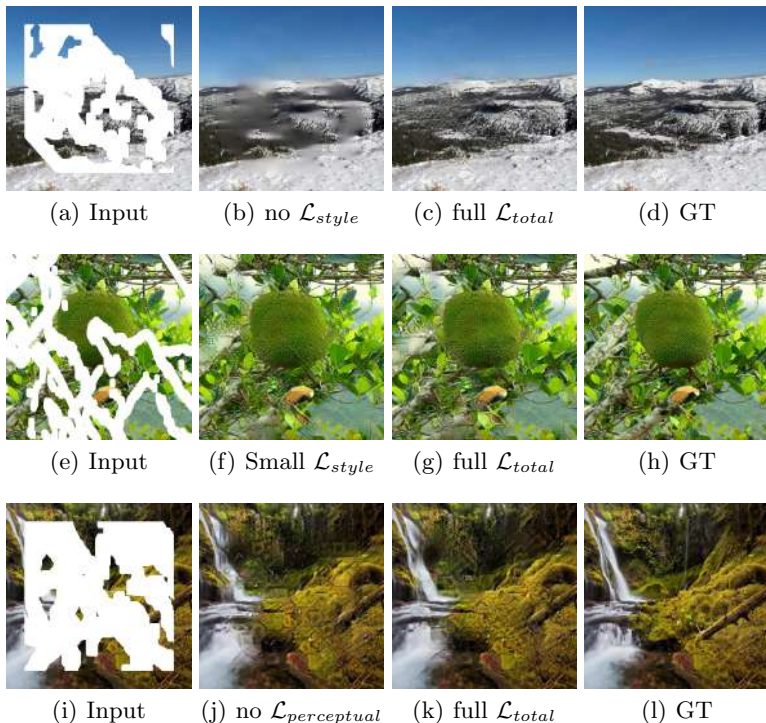 (a) Input (b) no L_style (c) full L_total (d) GT
(e) Input (f) Small L_style (g) full L_total (h) GT
(i) Input (j) no L_perceptual (k) full L_total (l) GT